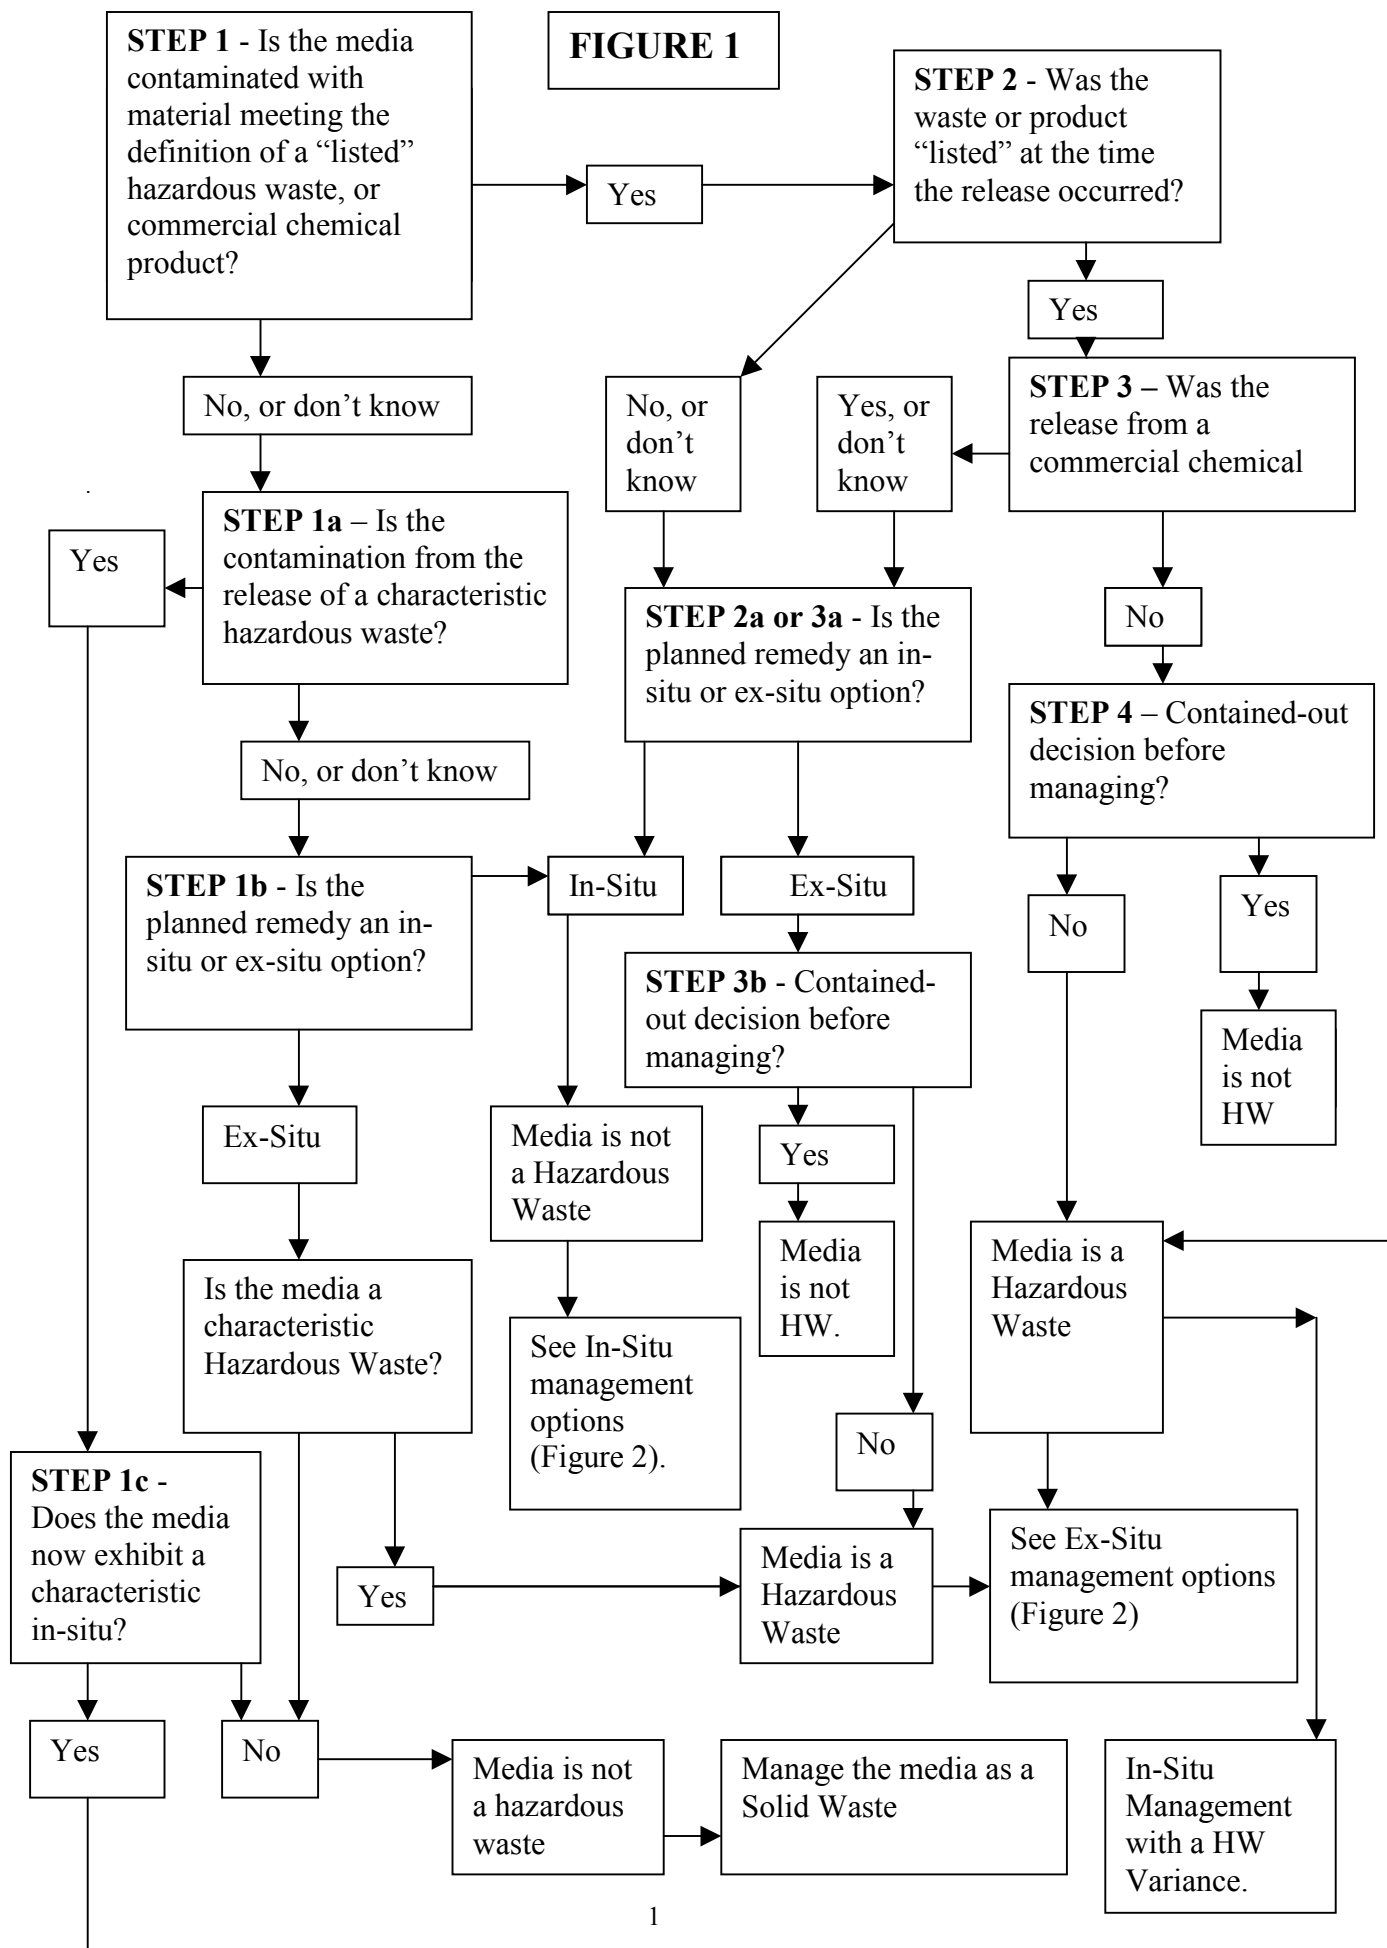 STEP 1 - Is the media
contaminated with
material meeting the
definition of a “listed”
hazardous waste, or
commercial chemical
product?
FIGURE 1
STEP 2 - Was the
waste or product
“listed” at the time
the release occurred?
Yes
Yes
No, or don’t know
No, or
don’t
know
Yes, or
don’t
know
STEP 3 – Was the
release from a
commercial chemical
STEP 1a – Is the
contamination from the
release of a characteristic
hazardous waste?
Yes
STEP 2a or 3a - Is the
planned remedy an in-
situ or ex-situ option?
No
STEP 4 – Contained-out
decision before
managing?
No, or don’t know
STEP 1b - Is the
planned remedy an in-
situ or ex-situ option?
In-Situ
Ex-Situ
No
Yes
STEP 3b - Contained-
out decision before
managing?
Media
is not
HW
Ex-Situ
Media is not
a Hazardous
Waste
Yes
Media
is not
HW.
Media is a
Hazardous
Waste
Is the media a
characteristic
Hazardous Waste?
See In-Situ
management
options
(Figure 2).
No
STEP 1c -
Does the media
now exhibit a
characteristic
in-situ?
Yes
Media is a
Hazardous
Waste
See Ex-Situ
management options
(Figure 2)
Yes
No
Media is not
a hazardous
waste
Manage the media as a
Solid Waste
In-Situ
Management
with a HW
Variance.
1